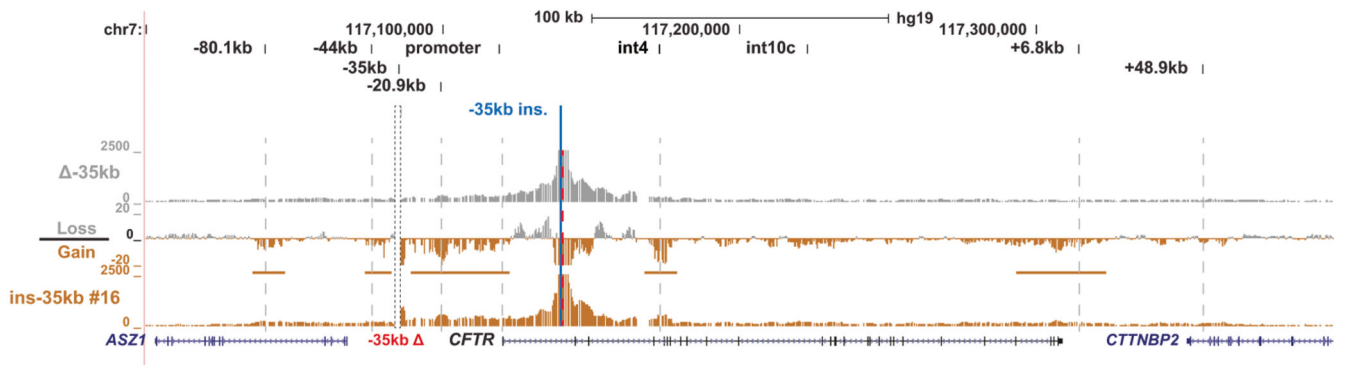 100 kb hg19
chr7: 117,100,000 117,200,000 117,300,000
-80.1kb -44kb promoter int4 int10c +6.8kb
-35kb +48.9kb
-20.9kb
-35kb ins.
2500
Δ-35kb
0
20
Loss 0
Gain
-20
2500
ins-35kb #16
0
ASZ1 -35kb Δ CFTR CTTNBP2